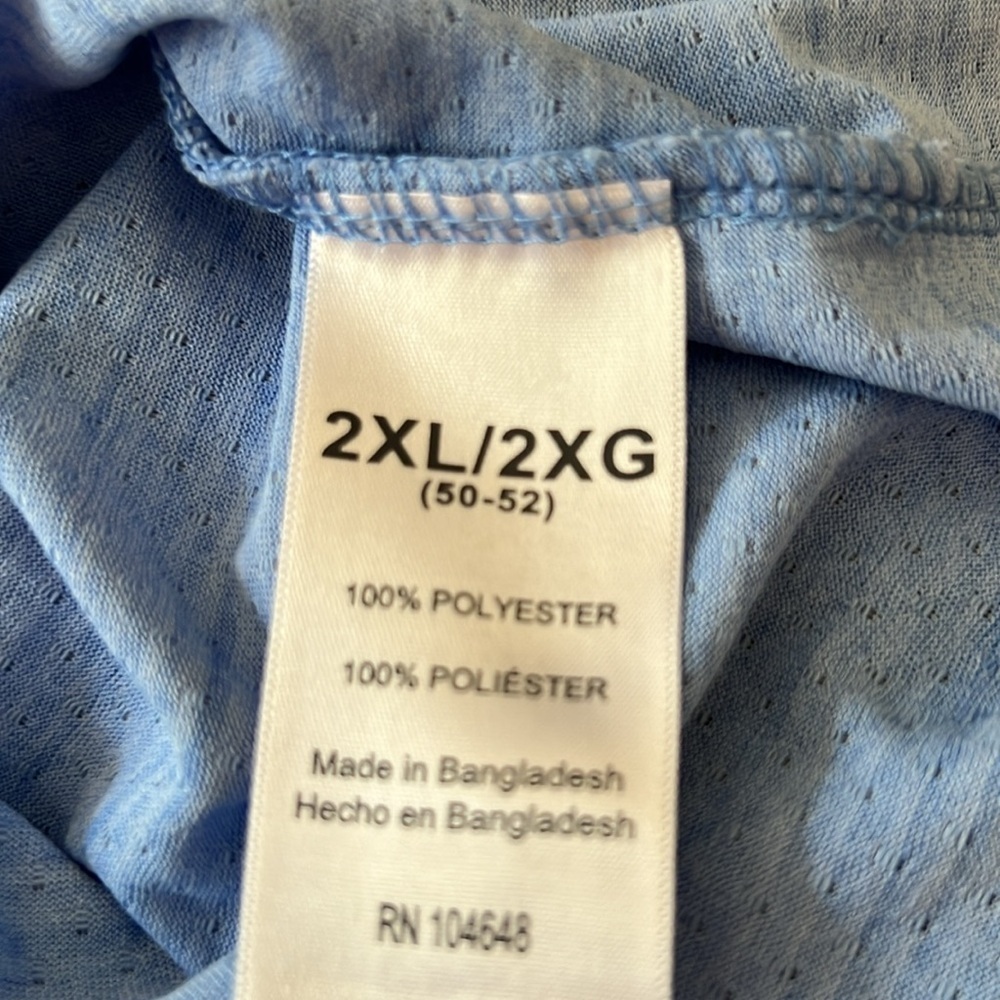 2XL/2XG
(50-52)
100% POLYESTER
100% POLIÉSTER
Made in Bangladesh
Hecho en Bangladesh
RN 104648